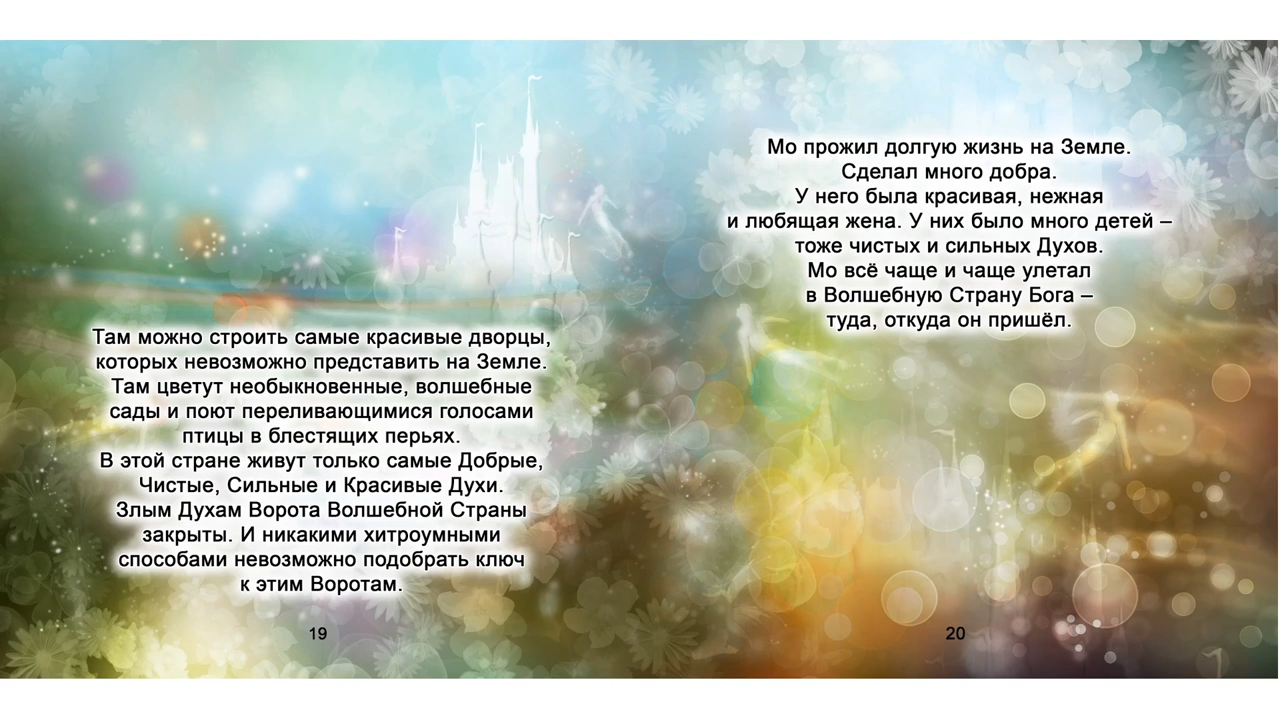 Там можно строить самые красивые дворцы,
которых невозможно представить на Земле.
Там цветут необыкновенные, волшебные
сады и поют переливающимися голосами
птицы в блестящих перьях.
В этой стране живут только самые Добрые,
Чистые, Сильные и Красивые Духи.
Злым Духам Ворота Волшебной Страны
закрыты. И никакими хитроумными
способами невозможно подобрать ключ
к этим Воротам.
19
Мо прожил долгую жизнь на Земле.
Сделал много добра.
У него была красивая, нежная
и любящая жена. У них было много детей –
тоже чистых и сильных Духов.
Мо всё чаще и чаще улетал
в Волшебную Страну Бога –
туда, откуда он пришёл.
20